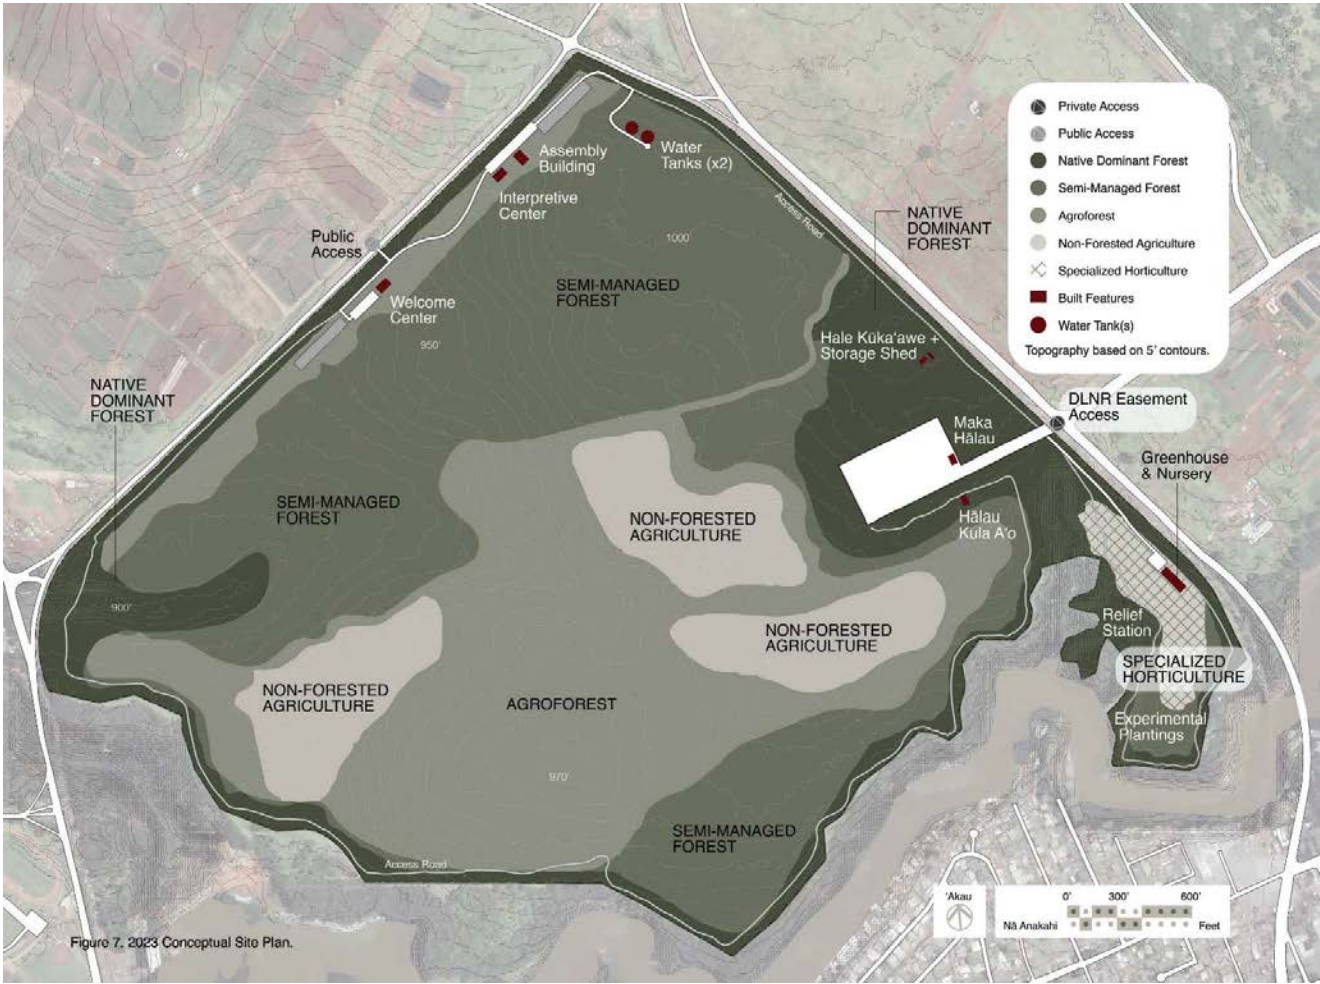 Private Access
Public Access
Native Dominant Forest
Semi-Managed Forest
Agroforest
Non-Forested Agriculture
Specialized Horticulture
Built Features
Water Tank(s)
Topography based on 5' contours.
Assembly
Building
Water
Tanks (x2)
Interpretive
Center
Access Road
NATIVE
DOMINANT
FOREST
Public
Access
1000'
SEMI-MANAGED
FOREST
Welcome
Center
950'
Hale Kūka'awe +
Storage Shed
NATIVE
DOMINANT
FOREST
DLNR Easement
Access
Maka
Hālau
Greenhouse
& Nursery
SEMI-MANAGED
FOREST
NON-FORESTED
AGRICULTURE
Hālau
Kula A'o
900'
Relief
Station
NON-FORESTED
AGRICULTURE
SPECIALIZED
HORTICULTURE
NON-FORESTED
AGRICULTURE
AGROFOREST
Experimental
Plantings
970'
SEMI-MANAGED
FOREST
Access Road
'Akau
0' 300' 600'
Nā Anakahi Feet
Figure 7. 2023 Conceptual Site Plan.